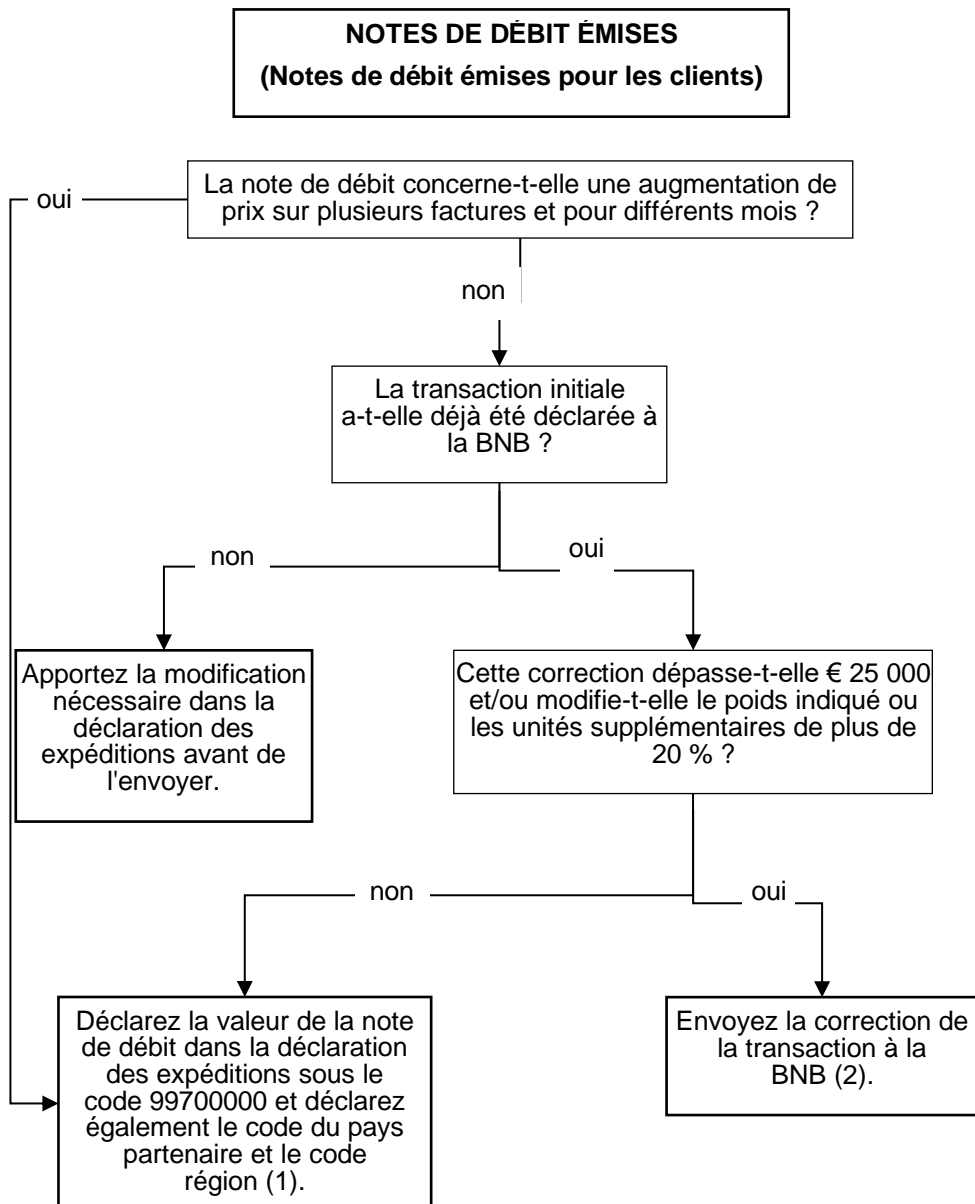 NOTES DE DÉBIT ÉMISES
(Notes de débit émises pour les clients)
oui
La note de débit concerne-t-elle une augmentation de
prix sur plusieurs factures et pour différents mois ?
non
La transaction initiale
a-t-elle déjà été déclarée à
la BNB ?
non
oui
Apportez la modification
nécessaire dans la
déclaration des
expéditions avant de
l'envoyer.
Cette correction dépasse-t-elle € 25 000
et/ou modifie-t-elle le poids indiqué ou
les unités supplémentaires de plus de
20 % ?
non
oui
Déclarez la valeur de la note
de débit dans la déclaration
des expéditions sous le
code 99700000 et déclarez
également le code du pays
partenaire et le code
région (1).
Envoyez la correction de
la transaction à la
BNB (2).